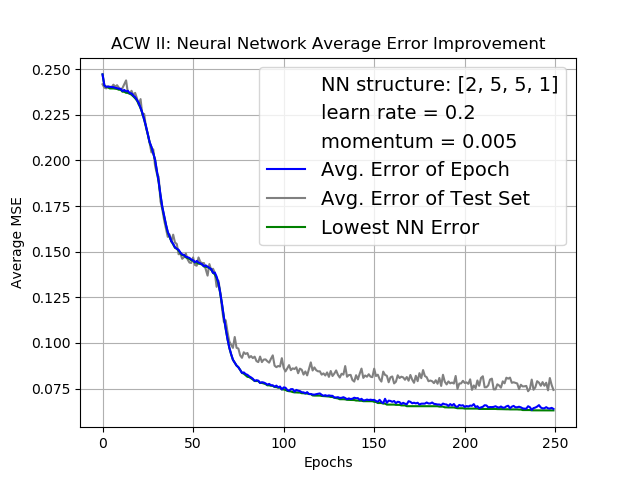 ACW II: Neural Network Average Error Improvement
0.250
0.225
0.200
0.175
0.150
0.125
0.100
0.075
Average MSE
NN structure: [2, 5, 5, 1]
learn rate = 0.2
momentum = 0.005
Avg. Error of Epoch
Avg. Error of Test Set
Lowest NN Error
0 50 100 150 200 250
Epochs